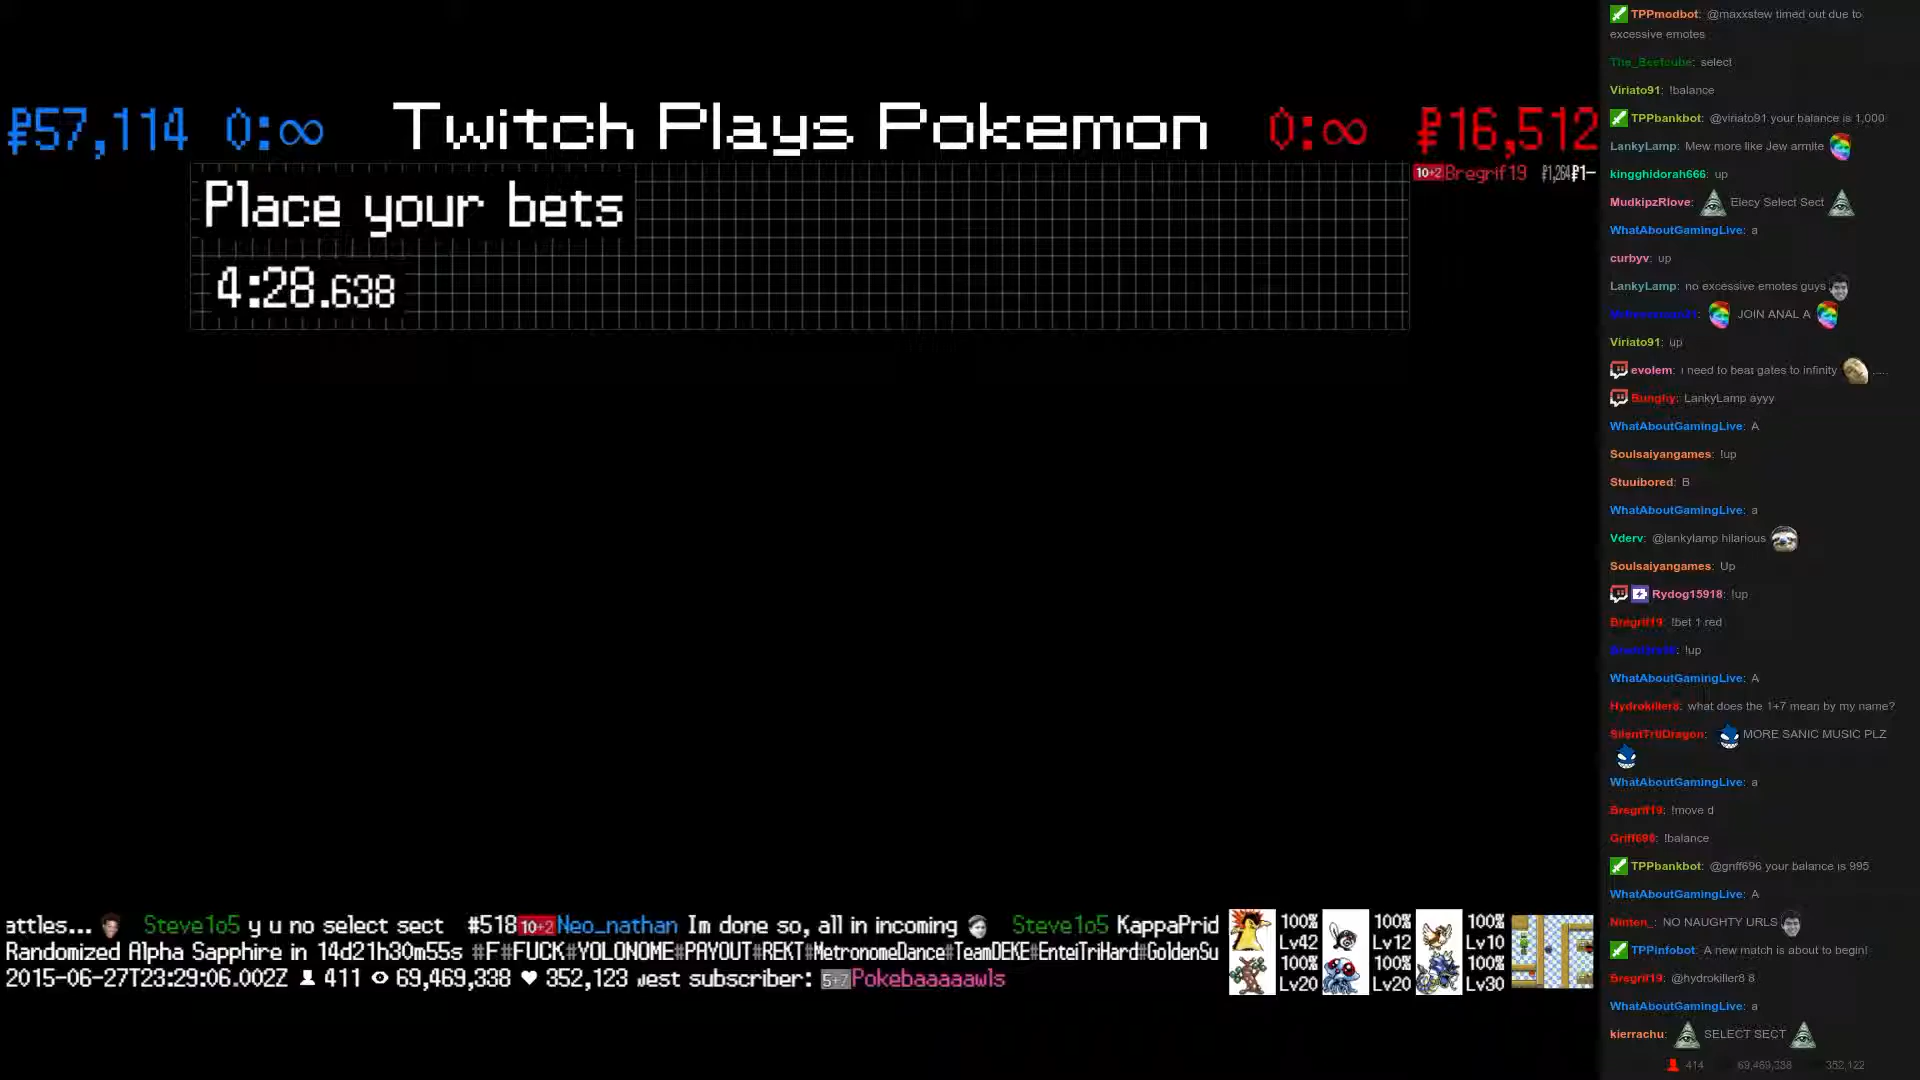 ₽57,114 0:∞ Twitch Plays Pokemon 0:∞ ₽16,512
10+2 Bregrif19 ₽1,264 ₽1-
Place your bets
4:28.638
attles... Steve1o5 y u no select sect #518 10+2 Neo_nathan Im done so, all in incoming Steve1o5 KappaPrid
Randomized Alpha Sapphire in 14d21h30m55s #F#FUCK#YOLONOME#PAYOUT#REKT#MetronomeDance#TeamDEKE#EnteiTriHard#GoldenSu
2015-06-27T23:29:06.002Z 411 69,469,338 352,123 west subscriber: 5+7 Pokebaaaaawls
100% 100% 100%
Lv42 Lv12 Lv10
100% 100% 100%
Lv20 Lv20 Lv30
TPPmodbot: @maxxstew timed out due to
excessive emotes
The_Beefcube: select
Viriato91: !balance
TPPbankbot: @viriato91 your balance is 1,000
LankyLamp: Mew more like Jew armite
kingghidorah666: up
MudkipzRlove: Elecy Select Sect
WhatAboutGamingLive: a
curbyv: up
LankyLamp: no excessive emotes guys
JOIN ANAL A
Viriato91: up
evolem: i need to beat gates to infinity .....
Bunghy: LankyLamp ayyy
WhatAboutGamingLive: A
Soulsaiyangames: !up
Stuuibored: B
WhatAboutGamingLive: a
Vderv: @lankylamp hilarious
Soulsaiyangames: Up
Rydog15918: !up
Bregrif19: !bet 1 red
!up
WhatAboutGamingLive: A
Hydrokiller8: what does the 1+7 mean by my name?
SilentTrllDragon: MORE SANIC MUSIC PLZ
WhatAboutGamingLive: a
Bregrif19: !move d
Griff696: !balance
TPPbankbot: @griff696 your balance is 995
WhatAboutGamingLive: A
Ninten_: NO NAUGHTY URLS
TPPinfobot: A new match is about to begin!
Bregrif19: @hydrokiller8 8
WhatAboutGamingLive: a
kierrachu: SELECT SECT
414 69,469,338 352,122